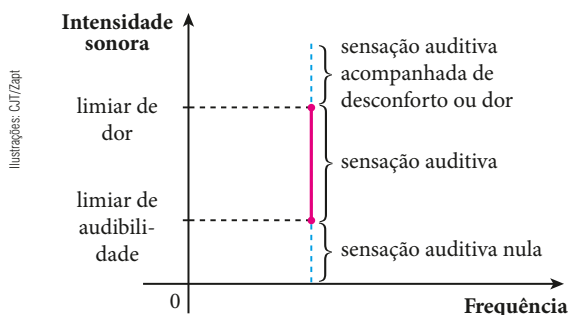 Intensidade
sonora
Ilustrações: CJT/Zapt
limiar de
dor
limiar de
audibili-
dade
sensação auditiva
acompanhada de
desconforto ou dor
sensação auditiva
sensação auditiva nula
0
Frequência